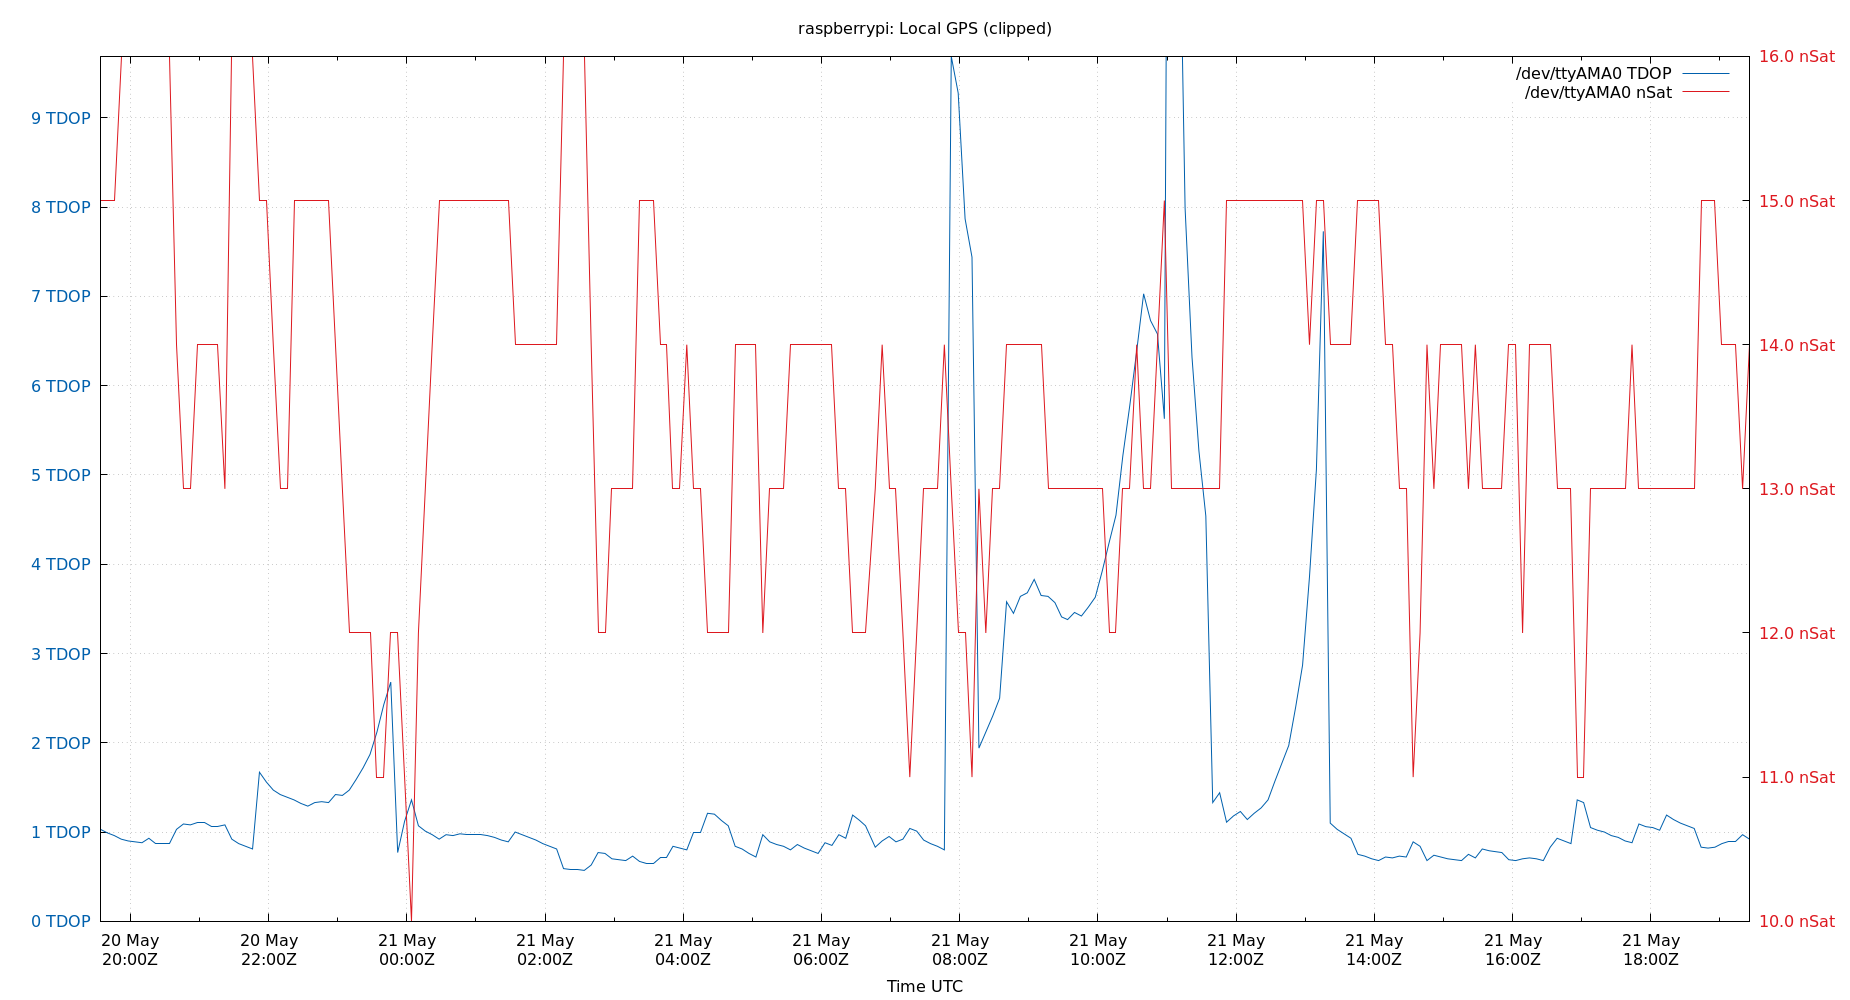 raspberrypi: Local GPS (clipped)
/dev/ttyAMA0 TDOP
/dev/ttyAMA0 nSat
9 TDOP
8 TDOP
7 TDOP
6 TDOP
5 TDOP
4 TDOP
3 TDOP
2 TDOP
1 TDOP
0 TDOP
16.0 nSat
15.0 nSat
14.0 nSat
13.0 nSat
12.0 nSat
11.0 nSat
10.0 nSat
20 May 20 May 21 May 21 May 21 May 21 May 21 May 21 May 21 May 21 May 21 May 21 May
20:00Z 22:00Z 00:00Z 02:00Z 04:00Z 06:00Z 08:00Z 10:00Z 12:00Z 14:00Z 16:00Z 18:00Z
Time UTC